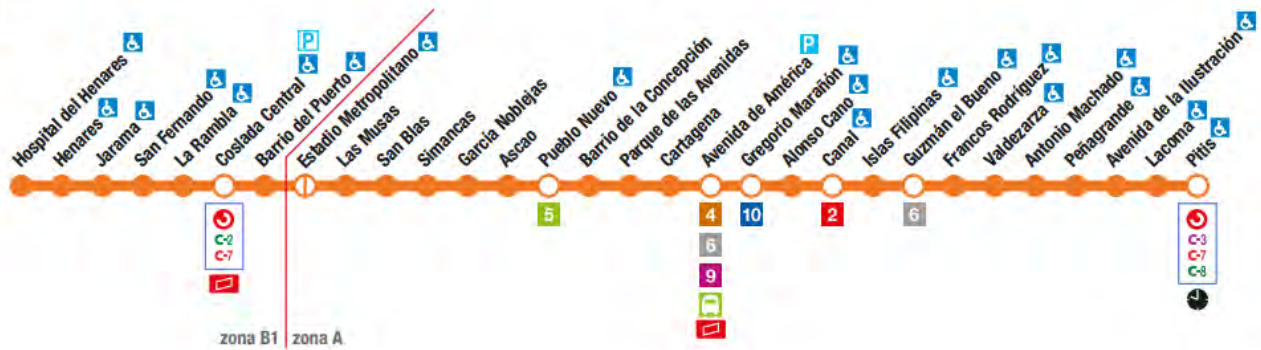 Hospital del Henares
Henares
Jarama
San Fernando
La Rambla
Coslada Central
P
Barrio del Puerto
Estadio Metropolitano
Las Musas
San Blas
Simancas
García Noblejas
Ascao
Pueblo Nuevo
Barrio de la Concepción
Parque de las Avenidas
Cartagena
Avenida de América
P
Gregorio Marañón
Alonso Cano
Canal
Islas Filipinas
Guzmán el Bueno
Francos Rodríguez
Valdezarza
Antonio Machado
Peñagrande
Avenida de la Ilustración
Lacoma
Pitis
C-2
C-7
5
4
6
9
10
2
6
C-3
C-7
C-8
zona B1
zona A